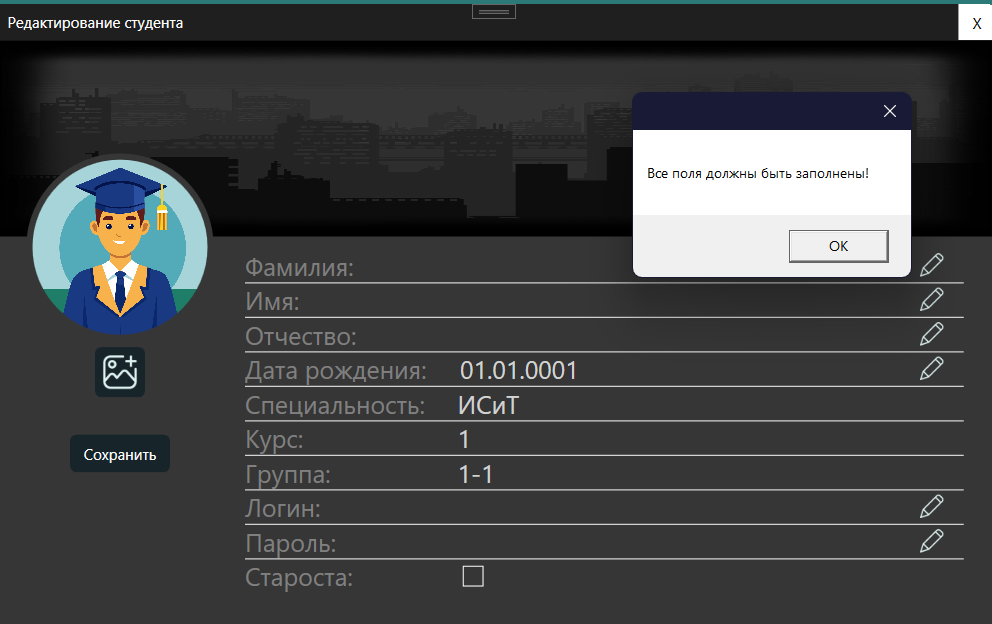 Редактирование студента
X
Все поля должны быть заполнены!
OK
Фамилия:
Имя:
Отчество:
Дата рождения: 01.01.0001
Специальность: ИСиТ
Курс: 1
Группа: 1-1
Логин:
Пароль:
Староста:
Сохранить